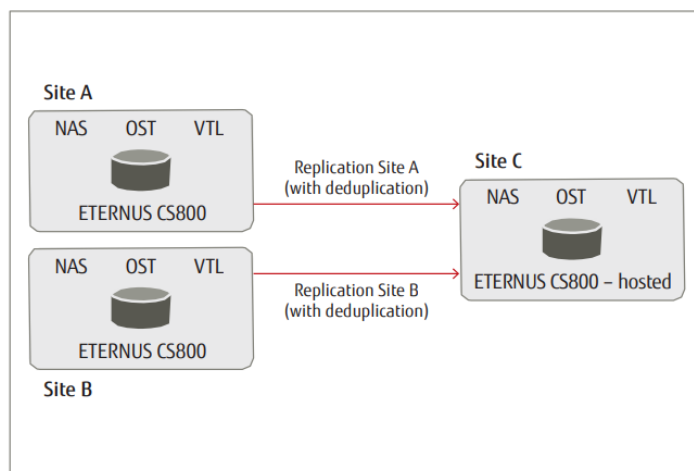 Site A
NAS OST VTL
ETERNUS CS800
Replication Site A
(with deduplication)
Site C
NAS OST VTL
ETERNUS CS800 – hosted
NAS OST VTL
ETERNUS CS800
Replication Site B
(with deduplication)
Site B